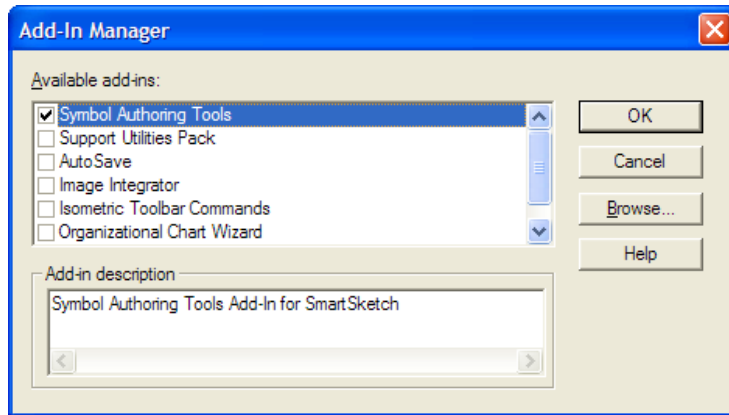 Add-In Manager
Available add-ins:
Symbol Authoring Tools
Support Utilities Pack
AutoSave
Image Integrator
Isometric Toolbar Commands
Organizational Chart Wizard
OK
Cancel
Browse...
Help
Add-in description
Symbol Authoring Tools Add-In for SmartSketch